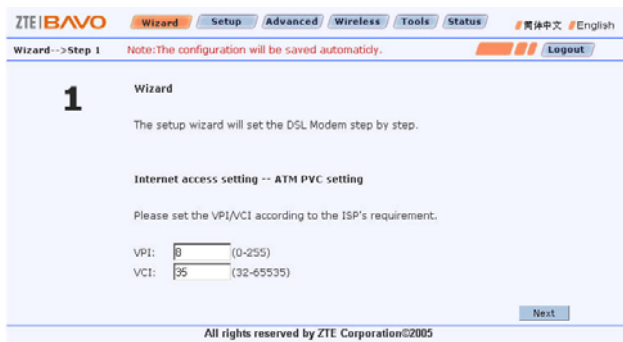 ZTE|BAVO Wizard Setup Advanced Wireless Tools Status 简体中文 English
Wizard-->Step 1 Note:The configuration will be saved automaticly. Logout
1 Wizard
The setup wizard will set the DSL Modem step by step.
Internet access setting -- ATM PVC setting
Please set the VPI/VCI according to the ISP's requirement.
VPI: 8 (0-255)
VCI: 35 (32-65535)
Next
All rights reserved by ZTE Corporation©2005